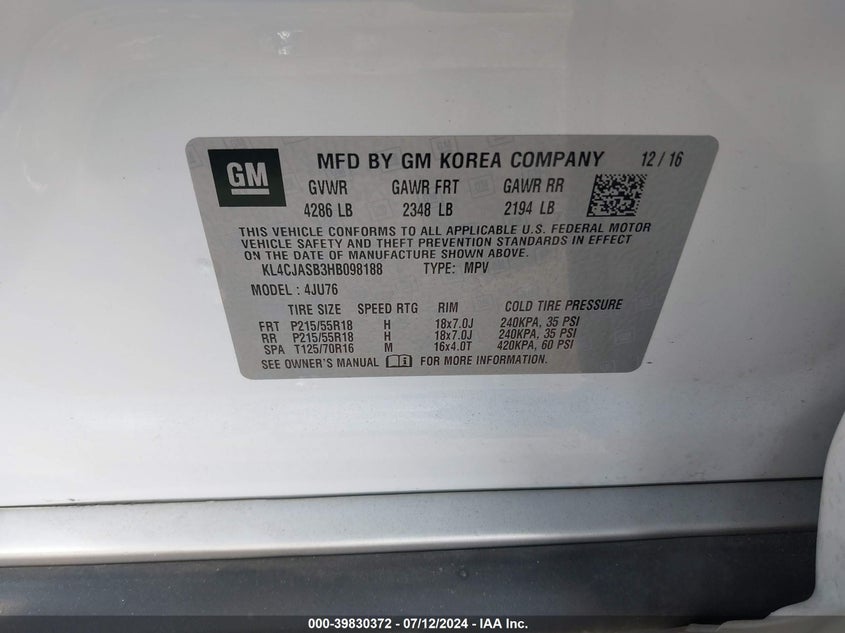 GM MFD BY GM KOREA COMPANY 12/16
GVWR GAWR FRT GAWR RR
4286 LB 2348 LB 2194 LB
THIS VEHICLE CONFORMS TO ALL APPLICABLE U.S. FEDERAL MOTOR
VEHICLE SAFETY AND THEFT PREVENTION STANDARDS IN EFFECT
ON THE DATE OF MANUFACTURE SHOWN ABOVE.
KL4CJASB3HB098188 TYPE: MPV
MODEL : 4JU76
TIRE SIZE SPEED RTG RIM COLD TIRE PRESSURE
FRT P215/55R18 H 18x7.0J 240KPA, 35 PSI
RR P215/55R18 H 18x7.0J 240KPA, 35 PSI
SPA T125/70R16 M 16x4.0T 420KPA, 60 PSI
SEE OWNER'S MANUAL FOR MORE INFORMATION.
000-39830372 - 07/12/2024 - IAA Inc.